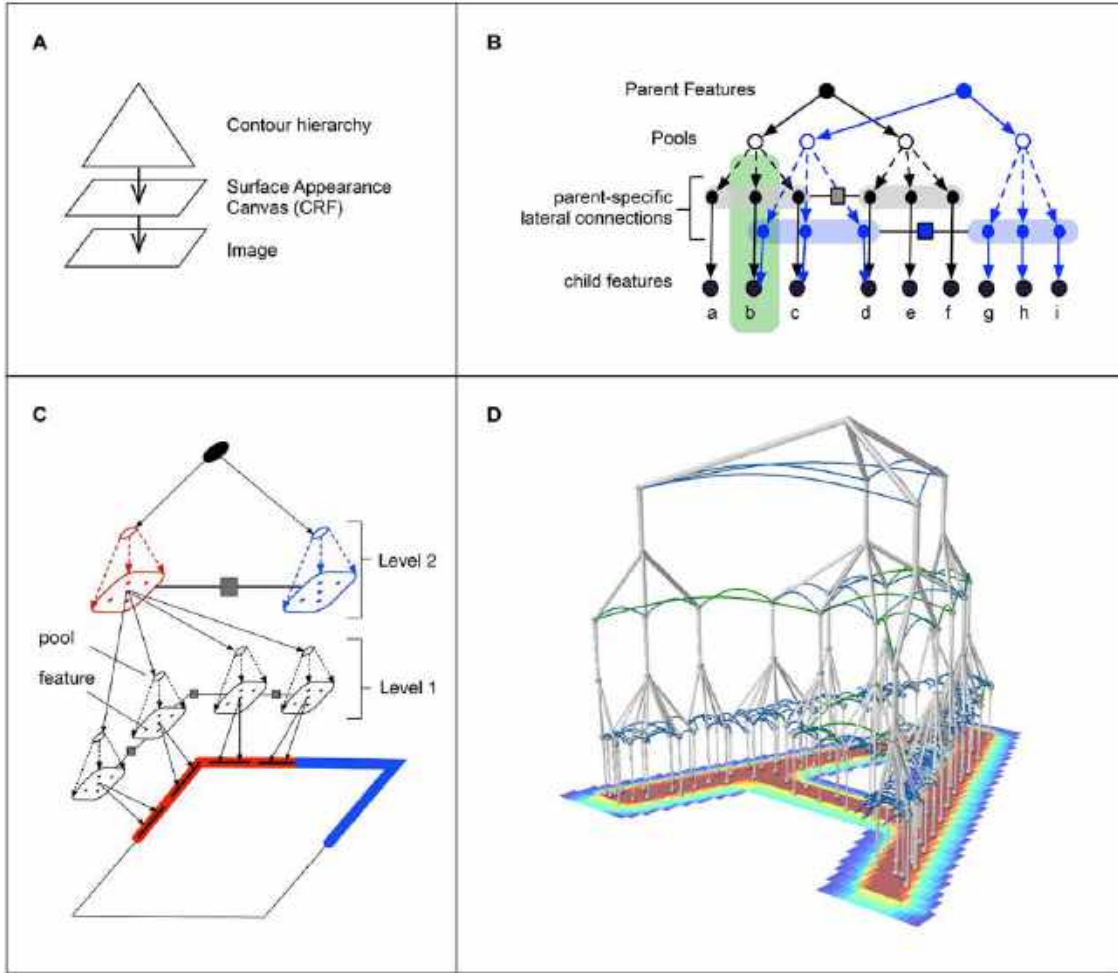 A
Contour hierarchy
Surface Appearance
Canvas (CRF)
Image
B
Parent Features
Pools
parent-specific
lateral connections
child features
a b c d e f g h i
C
Level 2
pool
feature
Level 1
D